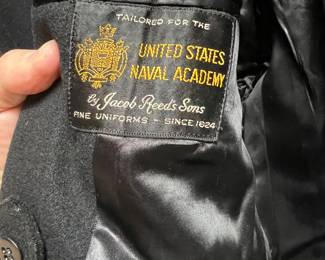 TAILORED FOR THE
UNITED STATES
NAVAL ACADEMY
By Jacob Reed's Sons
FINE UNIFORMS - SINCE 1824